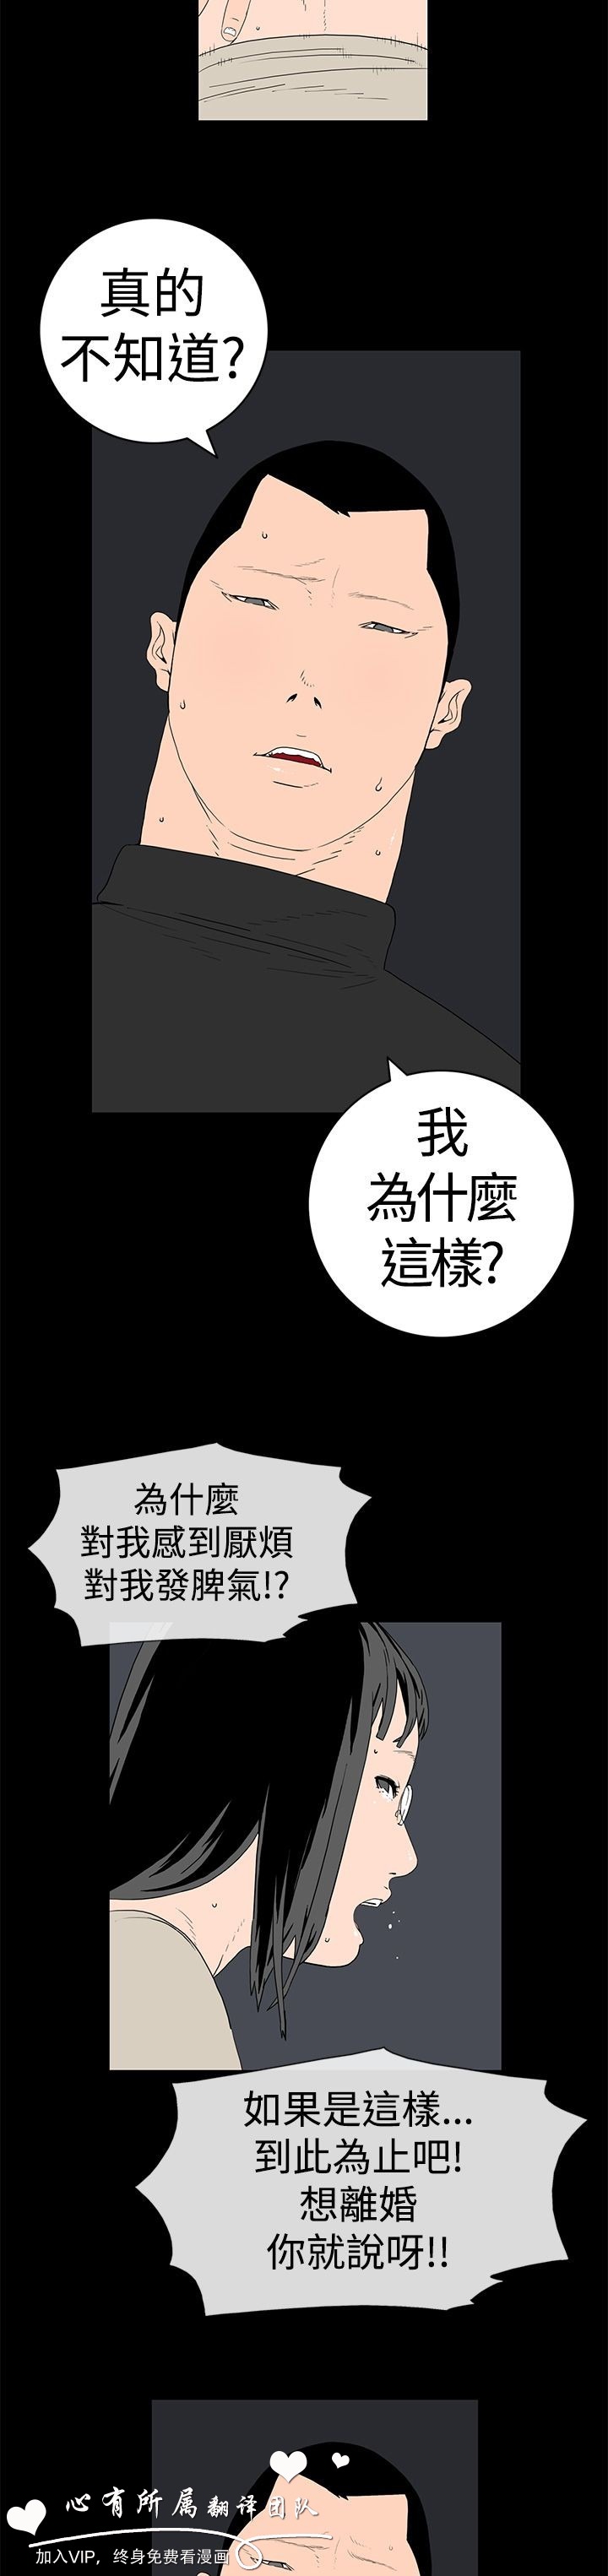 真的
不知道?
我
為什麼
這樣?
為什麼
對我感到厭煩
對我發脾氣!?
如果是這樣...
到此為止吧!
想離婚
你就說呀!!
心有所属翻译团队
加入VIP，终身免费看漫画